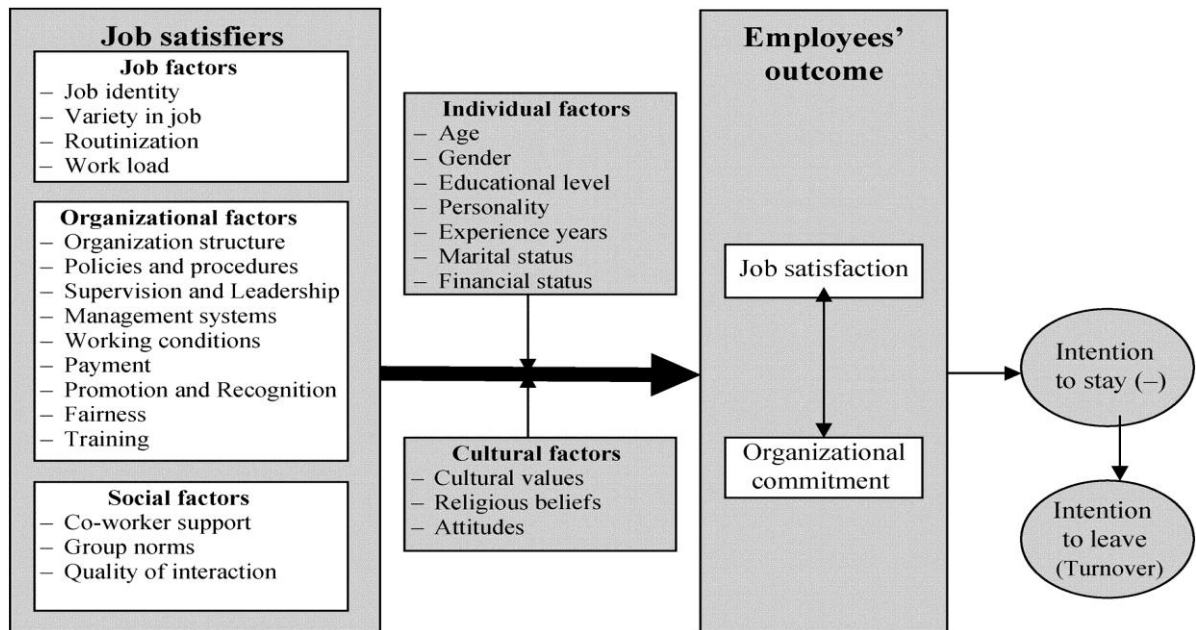 Job satisfiers
Job factors
– Job identity
– Variety in job
– Routinization
– Work load
Organizational factors
– Organization structure
– Policies and procedures
– Supervision and Leadership
– Management systems
– Working conditions
– Payment
– Promotion and Recognition
– Fairness
– Training
Social factors
– Co-worker support
– Group norms
– Quality of interaction
Individual factors
– Age
– Gender
– Educational level
– Personality
– Experience years
– Marital status
– Financial status
Cultural factors
– Cultural values
– Religious beliefs
– Attitudes
Employees’
outcome
Job satisfaction
Organizational
commitment
Intention
to stay (–)
Intention
to leave
(Turnover)